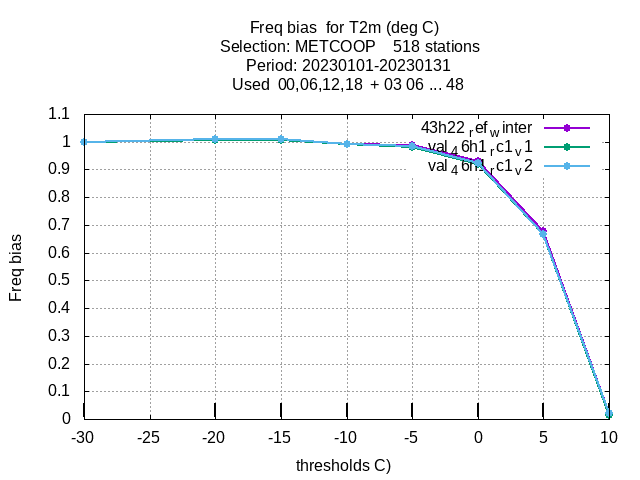 Freq bias  for T2m (deg C)
Selection: METCOOP    518 stations
Period: 20230101-20230131
Used  00,06,12,18  + 03 06 ... 48
43h22_ref_winter
val_46h1_rc1_v1
val_46h1_rc1_v2
1.1
1
0.9
0.8
0.7
0.6
0.5
0.4
0.3
0.2
0.1
0
Freq bias
-30 -25 -20 -15 -10 -5 0 5 10
thresholds C)